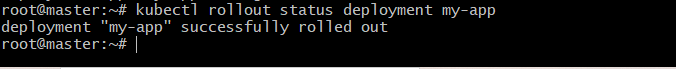 root@master:~# kubectl rollout status deployment my-app
deployment "my-app" successfully rolled out
root@master:~#